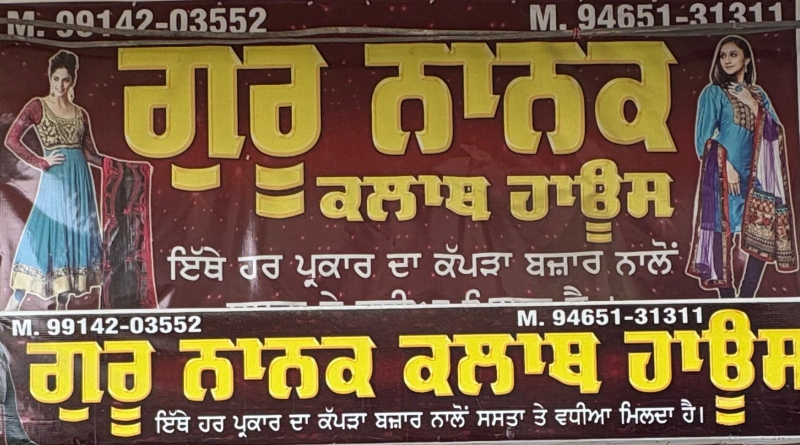 M. 99142-03552 M. 94651-31311
ਗੁਰੂ ਨਾਨਕ
ਕਲਾਥ ਹਾਊਸ
ਇੱਥੇ ਹਰ ਪ੍ਰਕਾਰ ਦਾ ਕੱਪੜਾ ਬਜ਼ਾਰ ਨਾਲੋਂ
M. 99142-03552 M. 94651-31311
ਗੁਰੂ ਨਾਨਕ ਕਲਾਥ ਹਾਊਸ
ਇੱਥੇ ਹਰ ਪ੍ਰਕਾਰ ਦਾ ਕੱਪੜਾ ਬਜ਼ਾਰ ਨਾਲੋਂ ਸਸਤਾ ਤੇ ਵਧੀਆ ਮਿਲਦਾ ਹੈ।